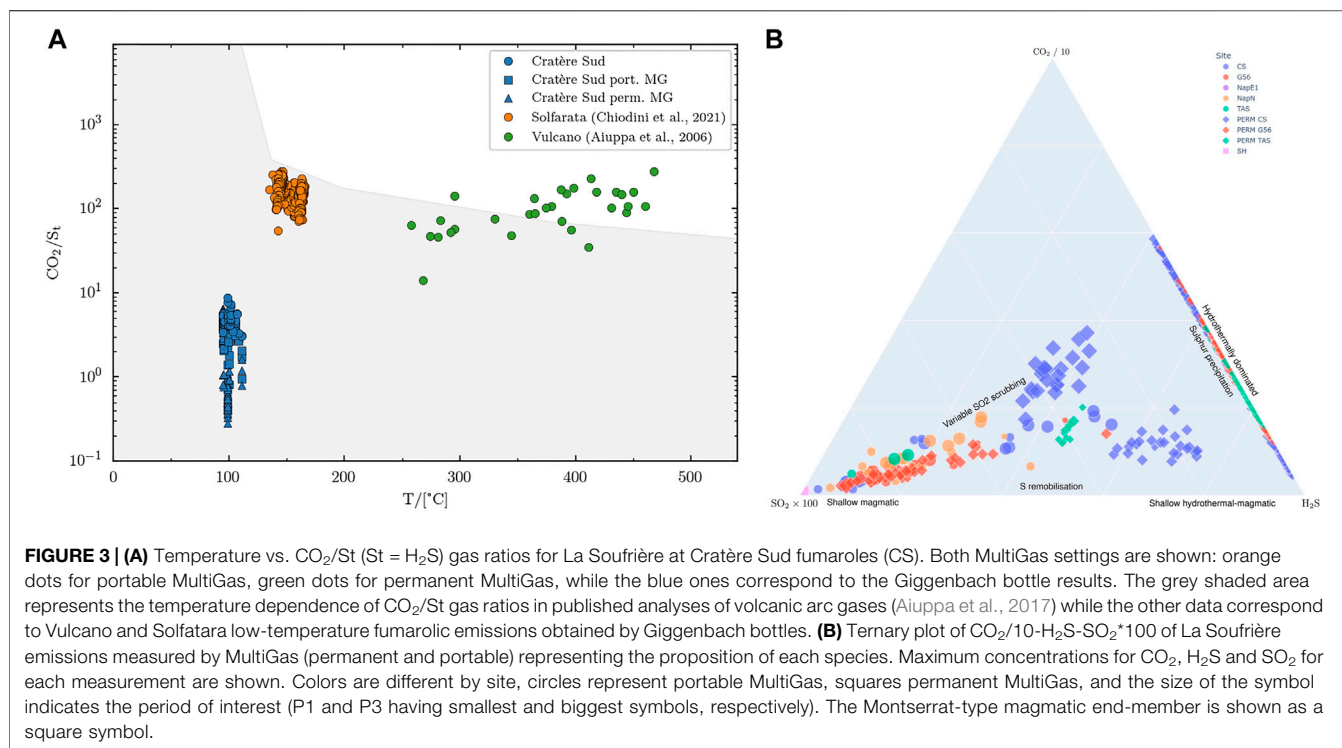 A
B
Cratère Sud
Cratère Sud port. MG
Cratère Sud perm. MG
Solfarata (Chiodini et al., 2021)
Vulcano (Aiuppa et al., 2006)
10³
10²
10¹
10⁰
10⁻¹
CO₂/Sₜ
0
100
200
300
400
500
T/[°C]
CO₂ / 10
Site
CS
G56
NapE1
NapN
TAS
PERM CS
PERM G56
PERM TAS
SH
Hydrothermally dominated
Sulphur precipitation
Variable SO2 scrubbing
S remobilisation
SO₂ × 100
Shallow magmatic
Shallow hydrothermal-magmatic
H₂S
FIGURE 3 | (A) Temperature vs. CO₂/St (St = H₂S) gas ratios for La Soufrière at Cratère Sud fumaroles (CS). Both MultiGas settings are shown: orange
dots for portable MultiGas, green dots for permanent MultiGas, while the blue ones correspond to the Giggenbach bottle results. The grey shaded area
represents the temperature dependence of CO₂/St gas ratios in published analyses of volcanic arc gases (Aiuppa et al., 2017) while the other data correspond
to Vulcano and Solfatara low-temperature fumarolic emissions obtained by Giggenbach bottles. (B) Ternary plot of CO₂/10-H₂S-SO₂*100 of La Soufrière
emissions measured by MultiGas (permanent and portable) representing the proposition of each species. Maximum concentrations for CO₂, H₂S and SO₂ for
each measurement are shown. Colors are different by site, circles represent portable MultiGas, squares permanent MultiGas, and the size of the symbol
indicates the period of interest (P1 and P3 having smallest and biggest symbols, respectively). The Montserrat-type magmatic end-member is shown as a
square symbol.